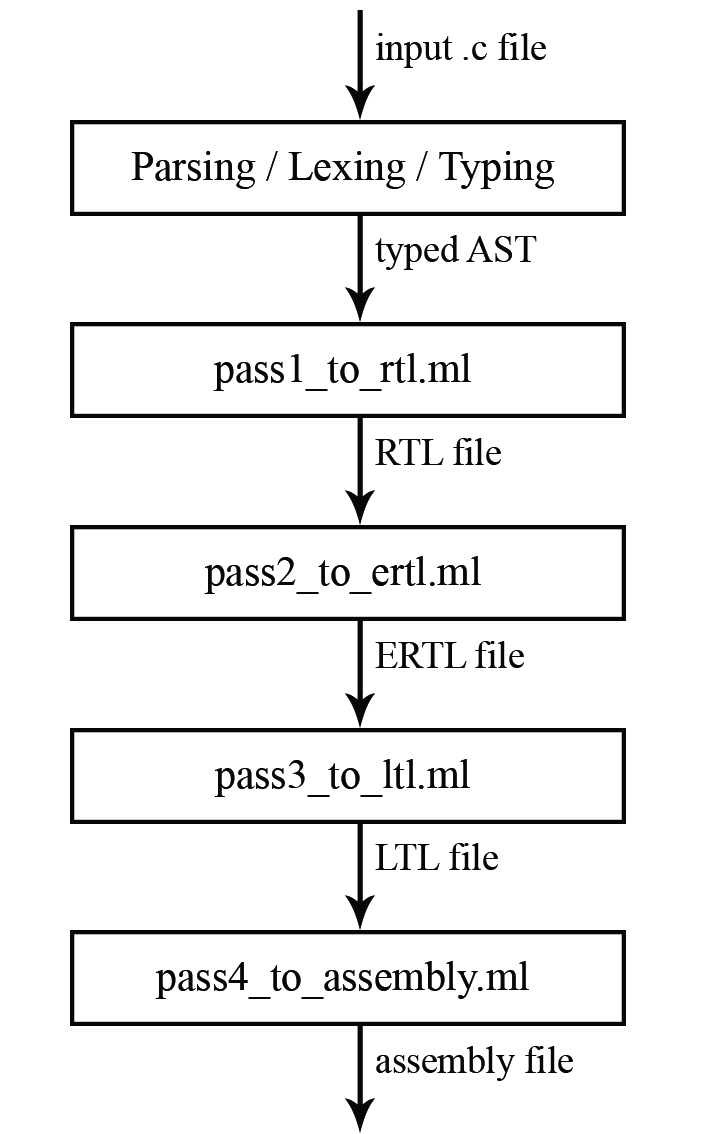 input .c file
Parsing / Lexing / Typing
typed AST
pass1_to_rtl.ml
RTL file
pass2_to_ertl.ml
ERTL file
pass3_to_ltl.ml
LTL file
pass4_to_assembly.ml
assembly file